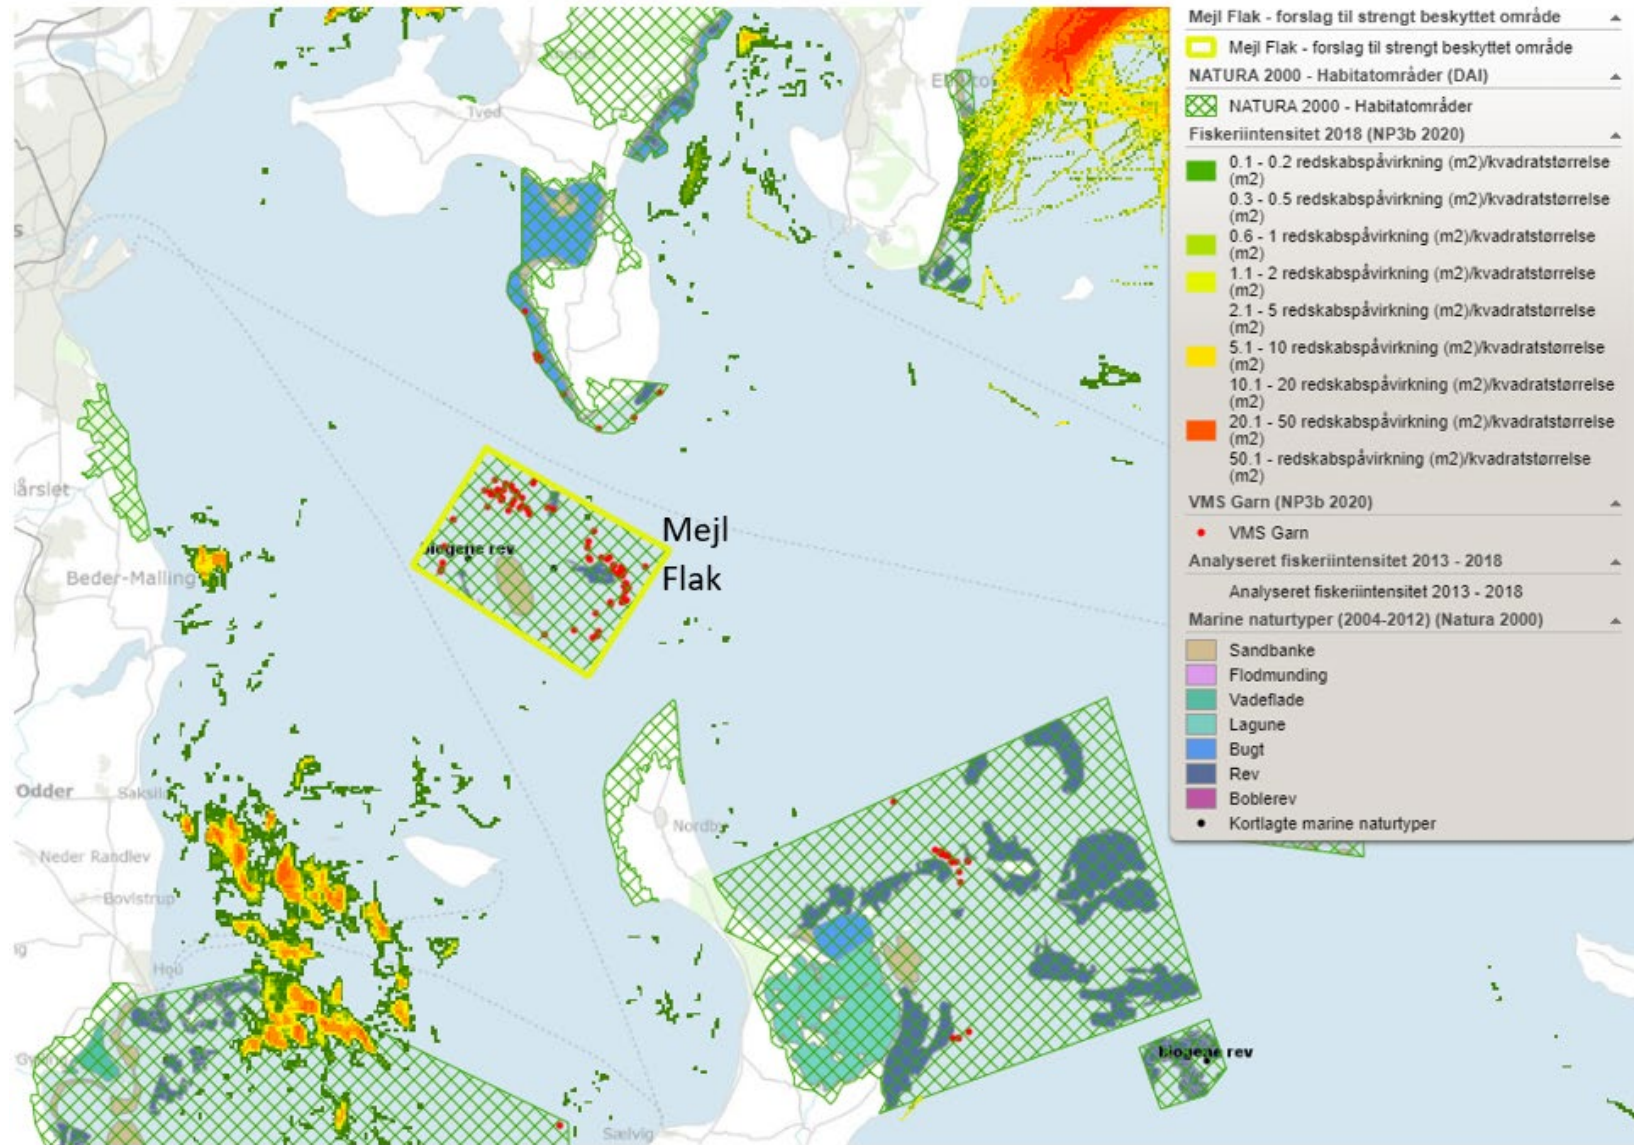 Mejl Flak - forslag til strengt beskyttet område
Mejl Flak - forslag til strengt beskyttet område
NATURA 2000 - Habitatområder (DAI)
NATURA 2000 - Habitatområder
Fiskeriintensitet 2018 (NP3b 2020)
0.1 - 0.2 redskabspåvirkning (m2)/kvadratstørrelse
(m2)
0.3 - 0.5 redskabspåvirkning (m2)/kvadratstørrelse
(m2)
0.6 - 1 redskabspåvirkning (m2)/kvadratstørrelse
(m2)
1.1 - 2 redskabspåvirkning (m2)/kvadratstørrelse
(m2)
2.1 - 5 redskabspåvirkning (m2)/kvadratstørrelse
(m2)
5.1 - 10 redskabspåvirkning (m2)/kvadratstørrelse
(m2)
10.1 - 20 redskabspåvirkning (m2)/kvadratstørrelse
(m2)
20.1 - 50 redskabspåvirkning (m2)/kvadratstørrelse
(m2)
50.1 - redskabspåvirkning (m2)/kvadratstørrelse
(m2)
VMS Garn (NP3b 2020)
VMS Garn
Analyseret fiskeriintensitet 2013 - 2018
Analyseret fiskeriintensitet 2013 - 2018
Marine naturtyper (2004-2012) (Natura 2000)
Sandbanke
Flodmunding
Vadeflade
Lagune
Bugt
Rev
Boblerev
Kortlagte marine naturtyper
Tved
årslet
Mejl
Flak
biogene rev
Beder-Malling
Odder
Saksild
Nordby
Neder Randlev
Bovlstrup
Hou
biogene rev
Sælvig